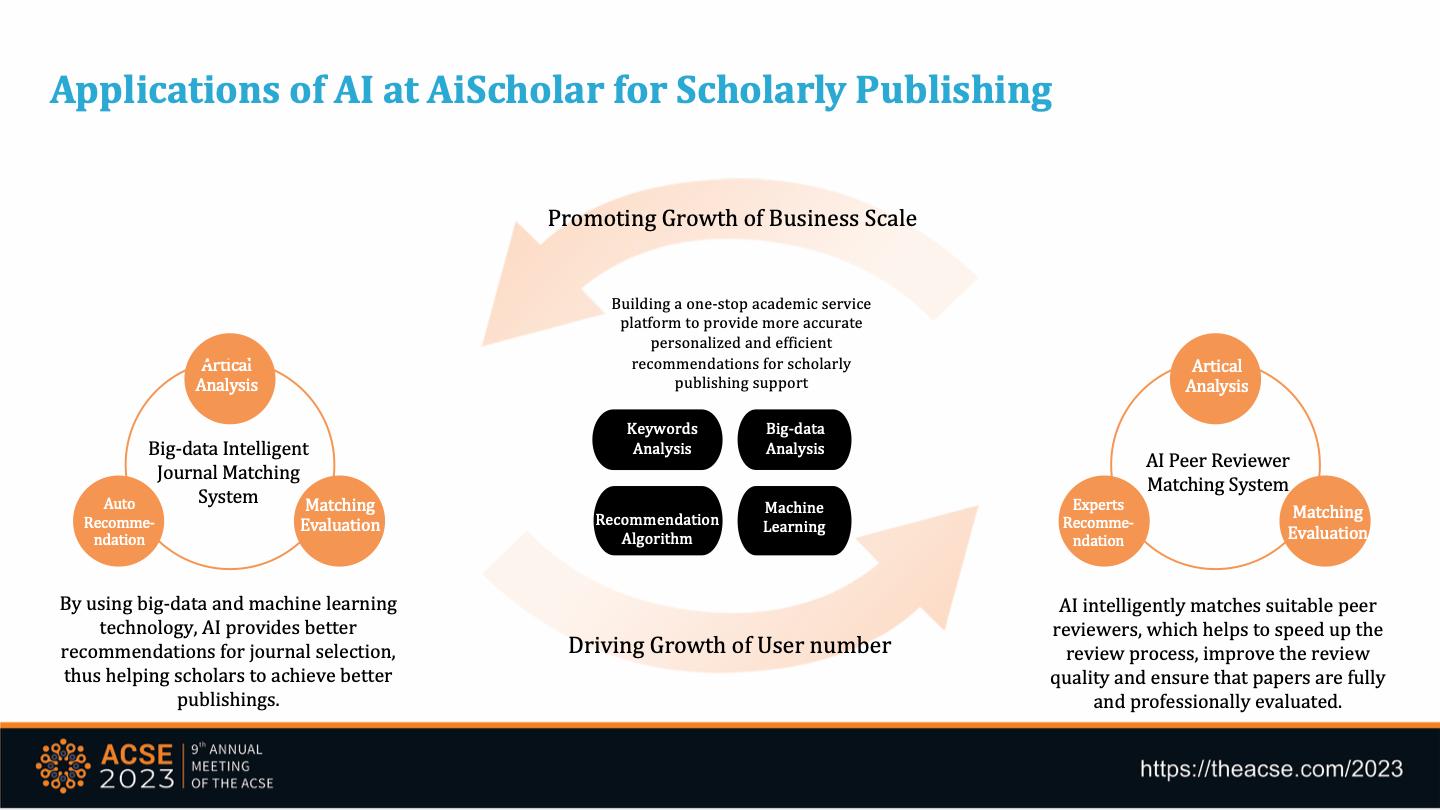 Applications of AI at AiScholar for Scholarly Publishing
Promoting Growth of Business Scale
Building a one-stop academic service
platform to provide more accurate
personalized and efficient
recommendations for scholarly
publishing support
Keywords
Analysis
Big-data
Analysis
Recommendation
Algorithm
Machine
Learning
Driving Growth of User number
Artical
Analysis
Big-data Intelligent
Journal Matching
System
Auto
Recomme-
ndation
Matching
Evaluation
By using big-data and machine learning
technology, AI provides better
recommendations for journal selection,
thus helping scholars to achieve better
publishings.
Artical
Analysis
AI Peer Reviewer
Matching System
Experts
Recomme-
ndation
Matching
Evaluation
AI intelligently matches suitable peer
reviewers, which helps to speed up the
review process, improve the review
quality and ensure that papers are fully
and professionally evaluated.
ACSE
2023
9th ANNUAL
MEETING
OF THE ACSE
https://theacse.com/2023